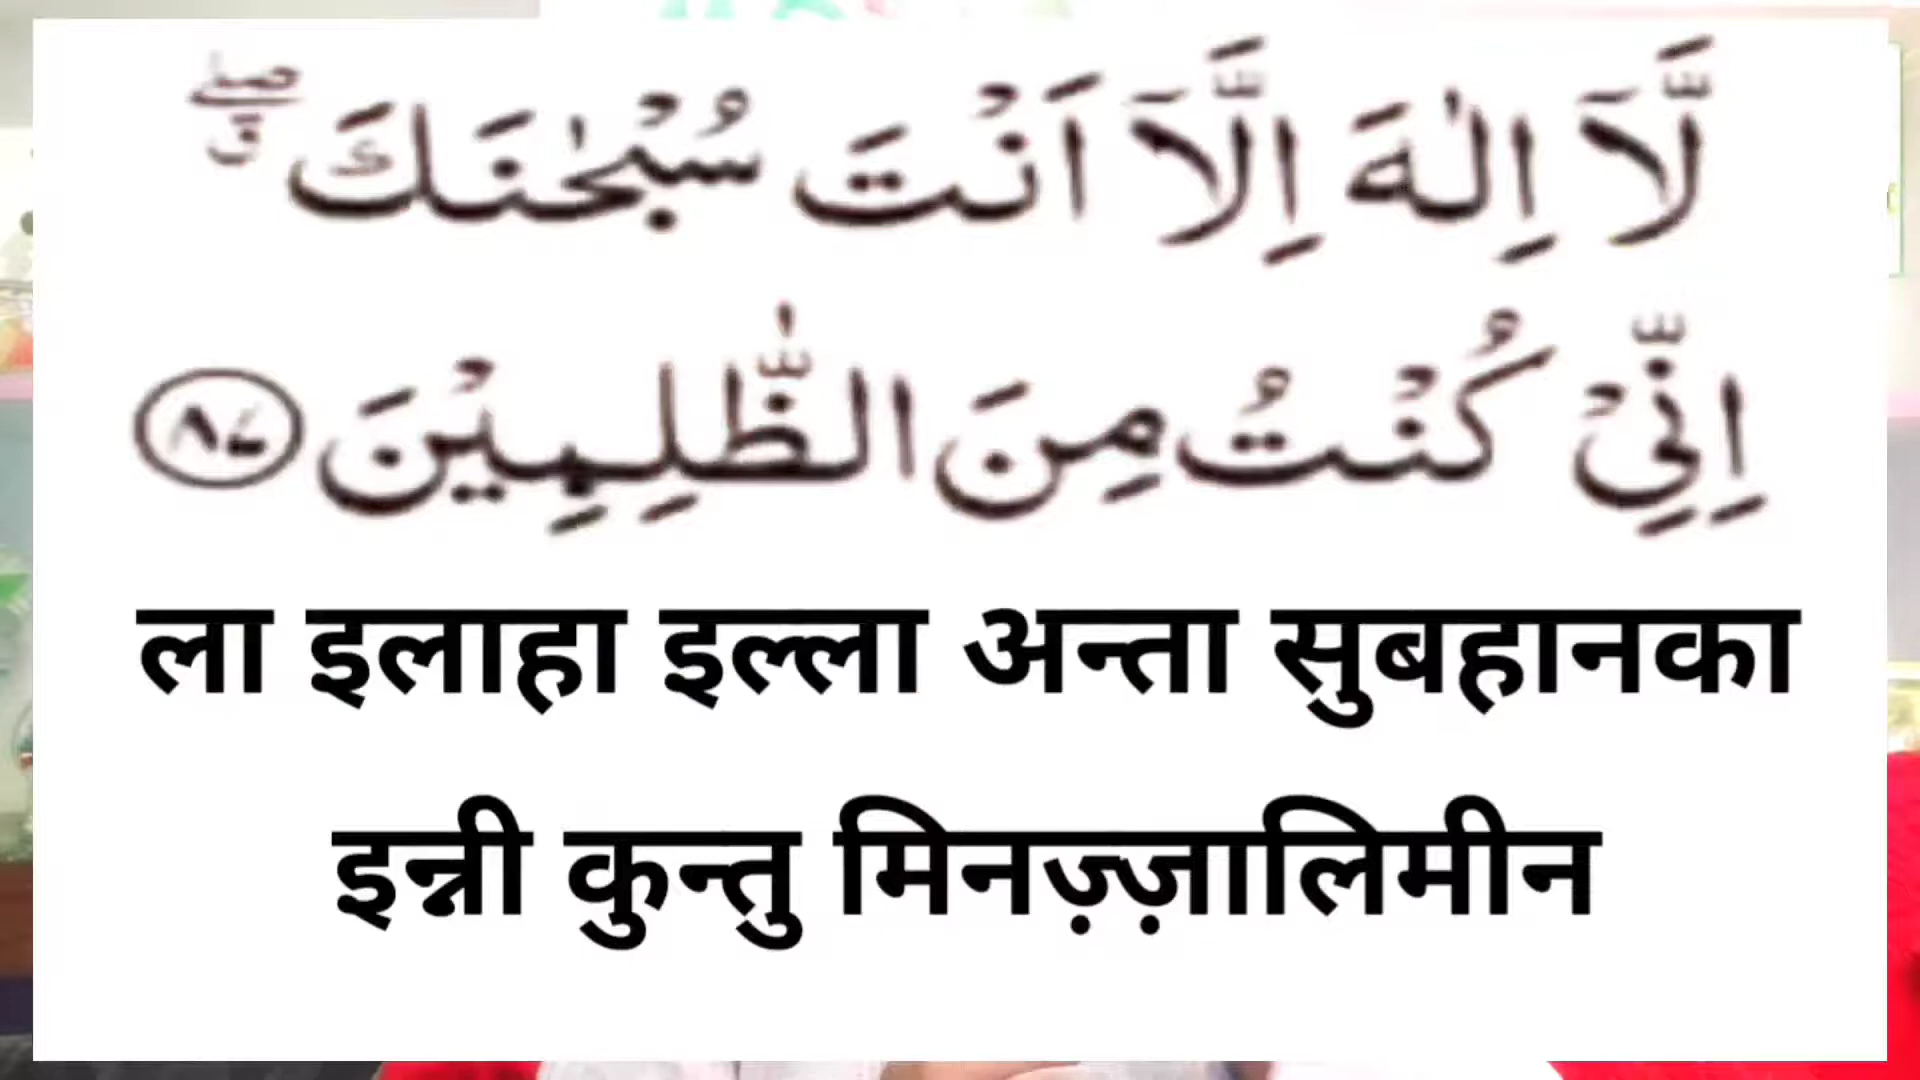 لَآ اِلٰهَ اِلَّآ اَنْتَ سُبْحٰنَكَ ۖۗ
اِنِّيْ كُنْتُ مِنَ الظّٰلِمِيْنَ ۸۷
ला इलाहा इल्ला अन्ता सुबहानका
इन्नी कुन्तु मिनज़्ज़ालिमीन